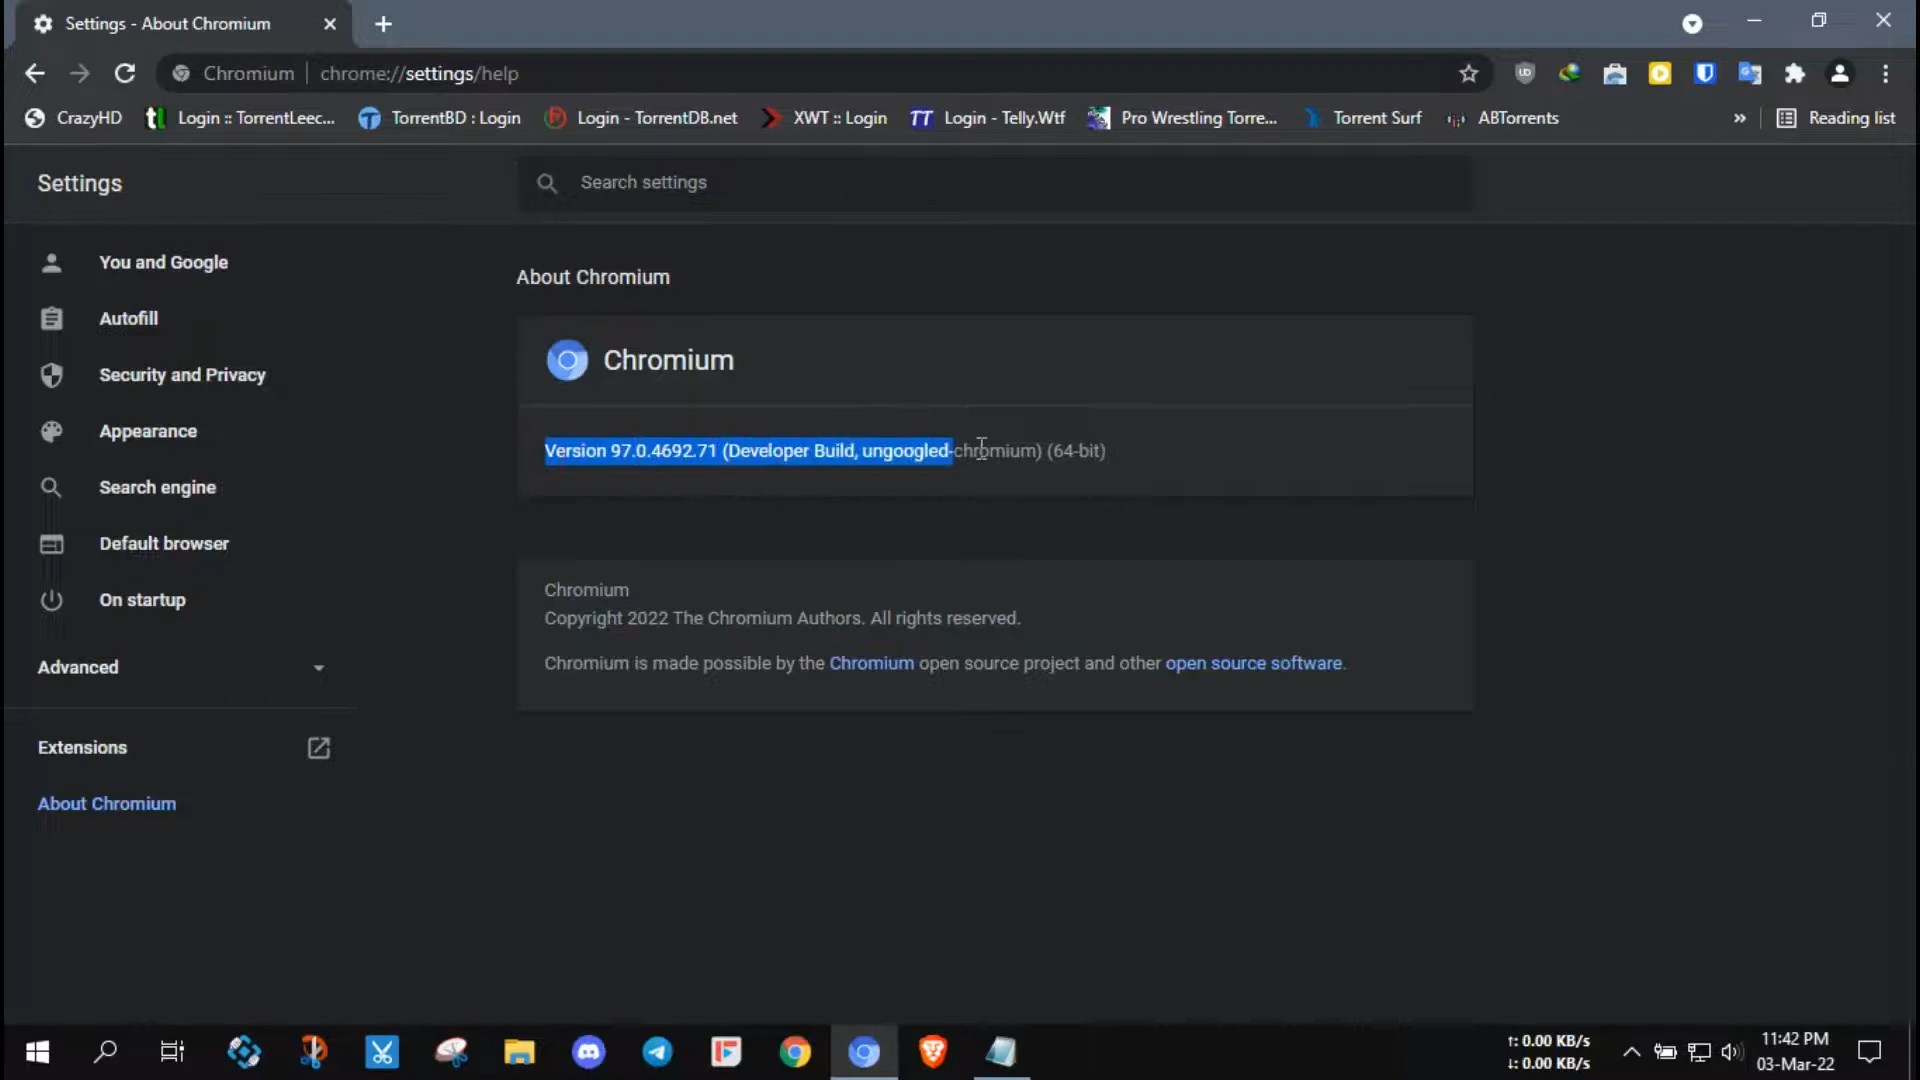 Settings - About Chromium
Chromium | chrome://settings/help
CrazyHD Login :: TorrentLeec... TorrentBD : Login Login - TorrentDB.net XWT :: Login Login - Telly.Wtf Pro Wrestling Torre... Torrent Surf ABTorrents » Reading list
Settings
Search settings
You and Google
Autofill
Security and Privacy
Appearance
Search engine
Default browser
On startup
Advanced
Extensions
About Chromium
About Chromium
Chromium
Version 97.0.4692.71 (Developer Build, ungoogled-chromium) (64-bit)
Chromium
Copyright 2022 The Chromium Authors. All rights reserved.
Chromium is made possible by the Chromium open source project and other open source software.
↑: 0.00 KB/s
↓: 0.00 KB/s
11:42 PM
03-Mar-22